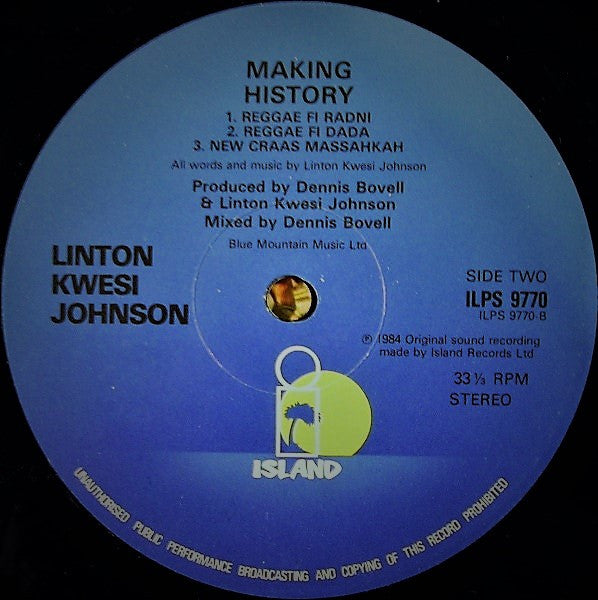 MAKING
HISTORY
1. REGGAE FI RADNI
2. REGGAE FI DADA
3. NEW CRAAS MASSAHKAH
All words and music by Linton Kwesi Johnson
Produced by Dennis Bovell
& Linton Kwesi Johnson
Mixed by Dennis Bovell
Blue Mountain Music Ltd
LINTON
KWESI
JOHNSON
SIDE TWO
ILPS 9770
ILPS 9770-B
℗ 1984 Original sound recording
made by Island Records Ltd
33⅓ RPM
STEREO
ISLAND
UNAUTHORISED PUBLIC PERFORMANCE BROADCASTING AND COPYING OF THIS RECORD PROHIBITED